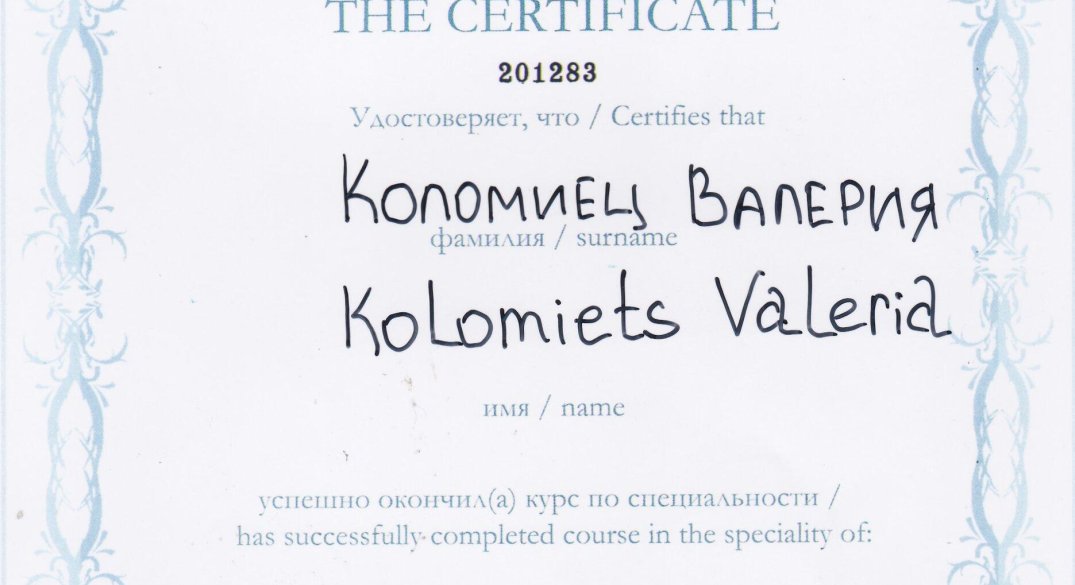 THE CERTIFICATE
201283
Удостоверяет, что / Certifies that
Коломиец Валерия
фамилия / surname
Kolomiets Valeria
имя / name
успешно окончил(а) курс по специальности /
has successfully completed course in the speciality of: